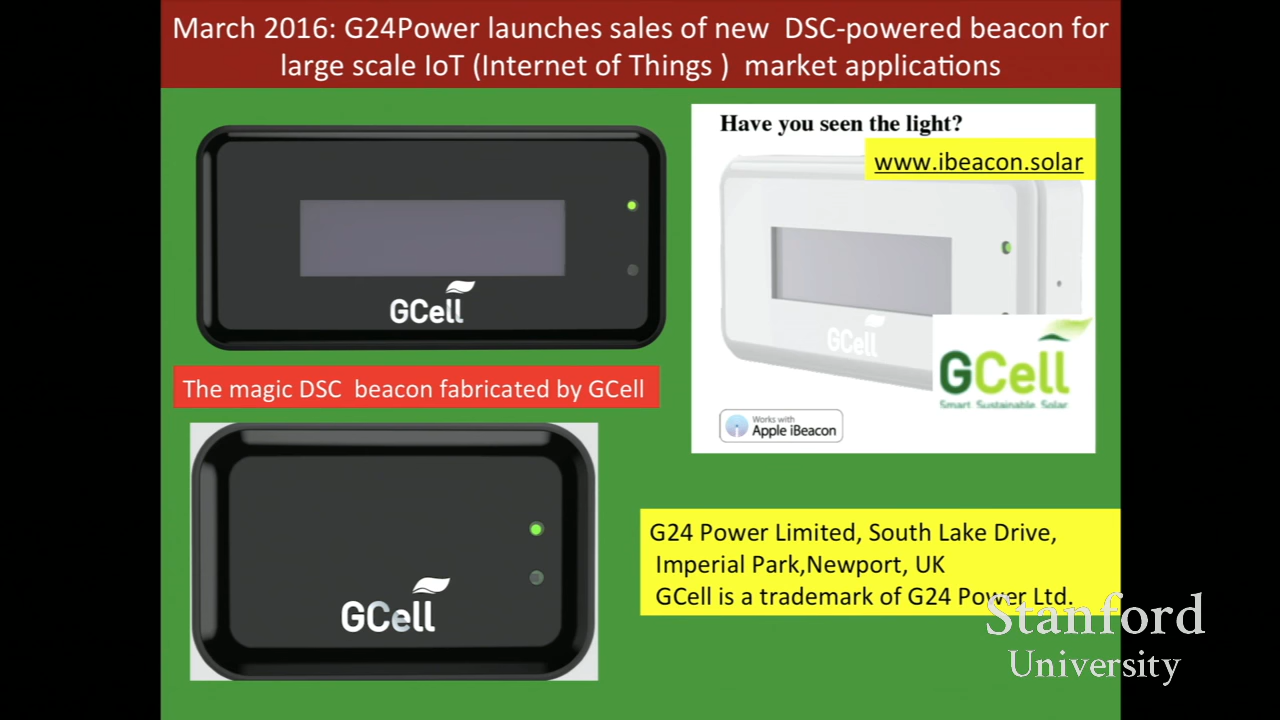 March 2016: G24Power launches sales of new DSC-powered beacon for
large scale IoT (Internet of Things ) market applications
GCell
The magic DSC beacon fabricated by GCell
GCell
Have you seen the light?
www.ibeacon.solar
GCell
GCell
Smart Sustainable Solar
Works with
Apple iBeacon
G24 Power Limited, South Lake Drive,
Imperial Park,Newport, UK
GCell is a trademark of G24 Power Ltd.
Stanford
University